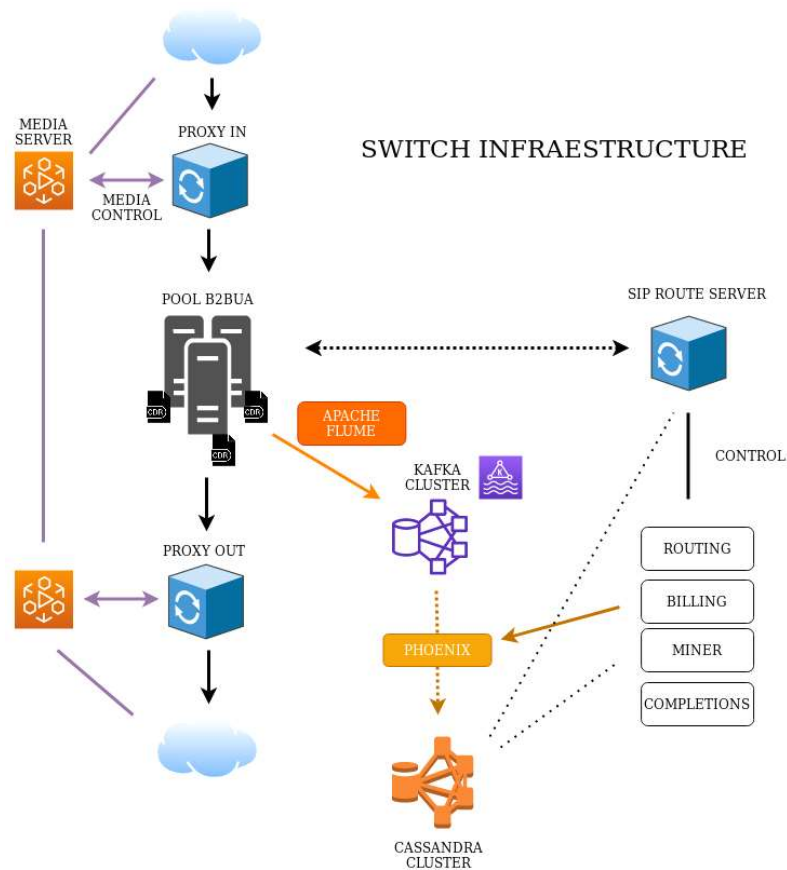 MEDIA
SERVER
PROXY IN
SWITCH INFRAESTRUCTURE
MEDIA
CONTROL
POOL B2BUA
SIP ROUTE SERVER
CDR
CDR
CDR
APACHE
FLUME
KAFKA
CLUSTER
K
CONTROL
PROXY OUT
ROUTING
BILLING
PHOENIX
MINER
COMPLETIONS
CASSANDRA
CLUSTER